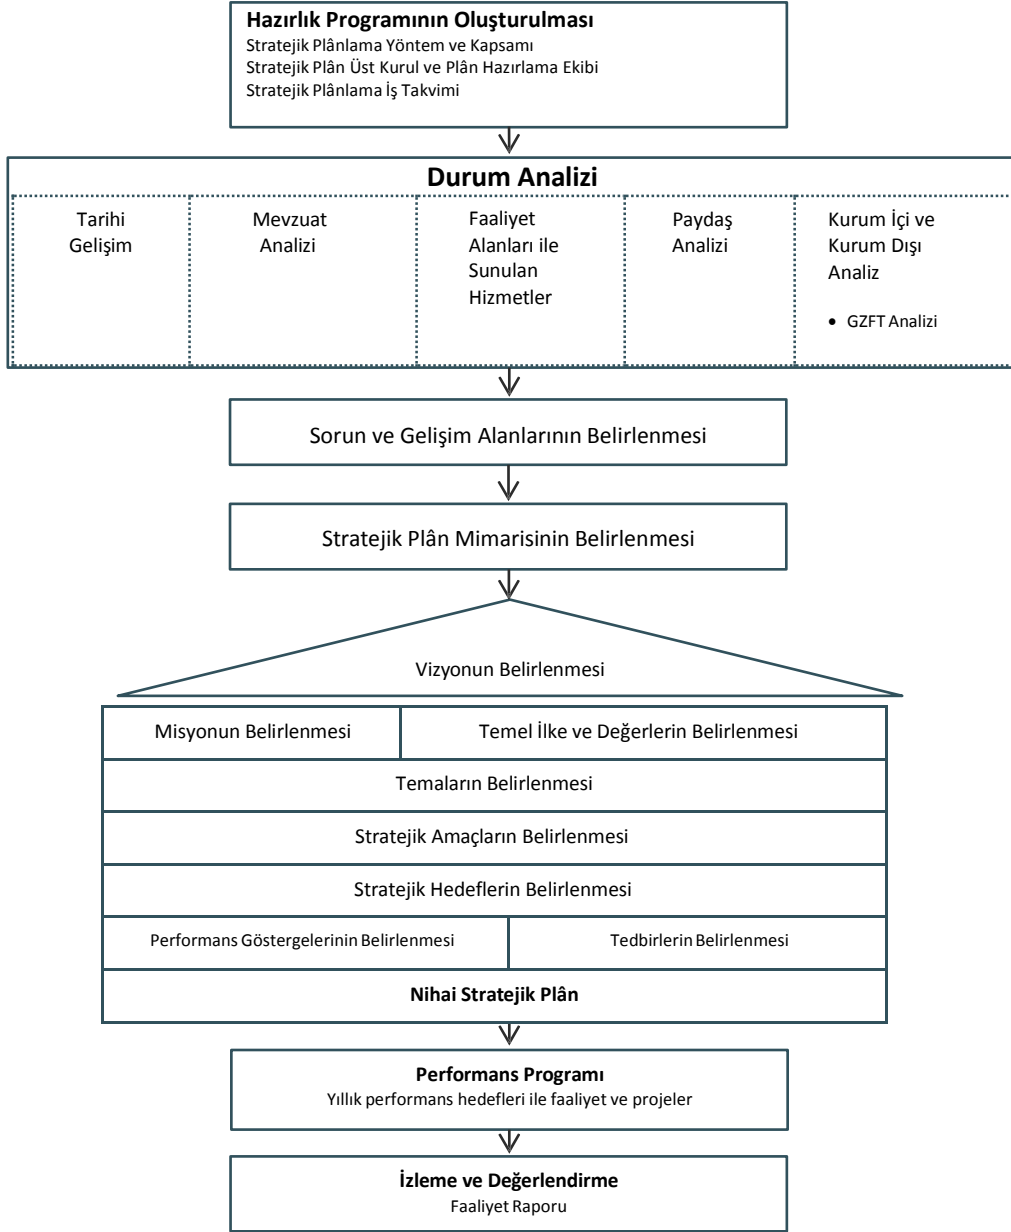 Hazırlık Programının Oluşturulması
Stratejik Plânlama Yöntem ve Kapsamı
Stratejik Plân Üst Kurul ve Plân Hazırlama Ekibi
Stratejik Plânlama İş Takvimi
Durum Analizi
Tarihi
Gelişim
Mevzuat
Analizi
Faaliyet
Alanları ile
Sunulan
Hizmetler
Paydaş
Analizi
Kurum İçi ve
Kurum Dışı
Analiz
• GZFT Analizi
Sorun ve Gelişim Alanlarının Belirlenmesi
Stratejik Plân Mimarisinin Belirlenmesi
Vizyonun Belirlenmesi
Misyonun Belirlenmesi
Temel İlke ve Değerlerin Belirlenmesi
Temaların Belirlenmesi
Stratejik Amaçların Belirlenmesi
Stratejik Hedeflerin Belirlenmesi
Performans Göstergelerinin Belirlenmesi
Tedbirlerin Belirlenmesi
Nihai Stratejik Plân
Performans Programı
Yıllık performans hedefleri ile faaliyet ve projeler
İzleme ve Değerlendirme
Faaliyet Raporu